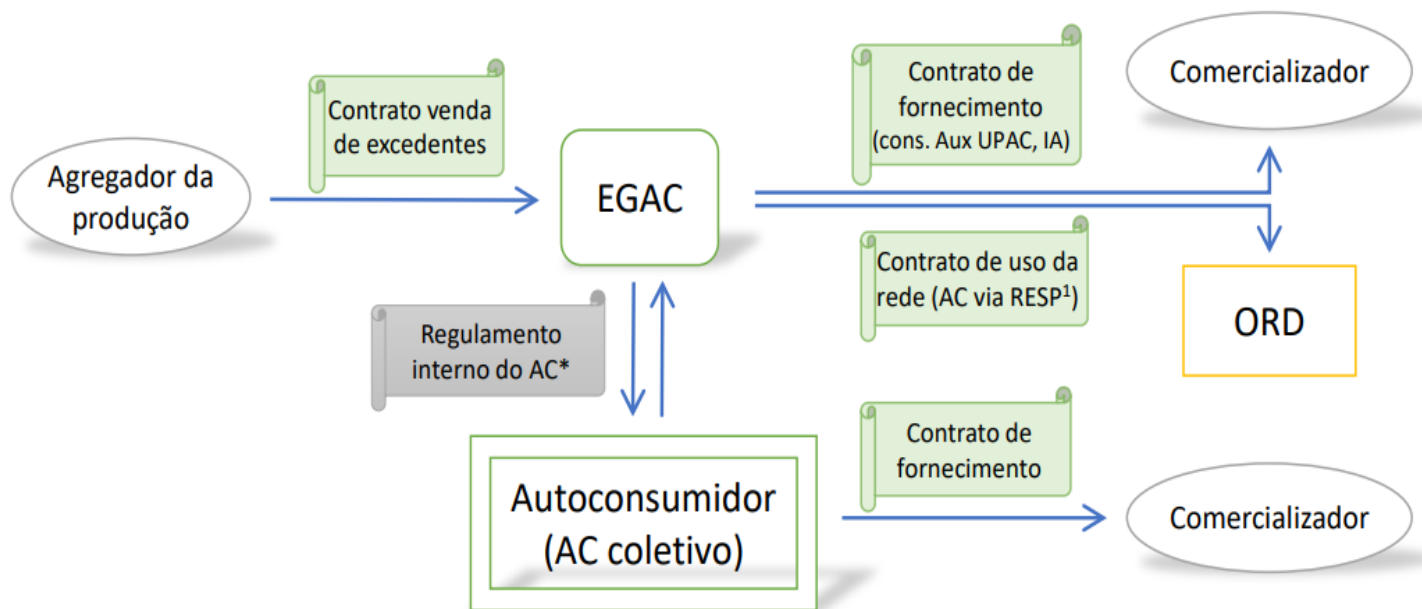 Agregador da
produção
Contrato venda
de excedentes
EGAC
Contrato de
fornecimento
(cons. Aux UPAC, IA)
Comercializador
Contrato de uso da
rede (AC via RESP¹)
ORD
Regulamento
interno do AC*
Autoconsumidor
(AC coletivo)
Contrato de
fornecimento
Comercializador